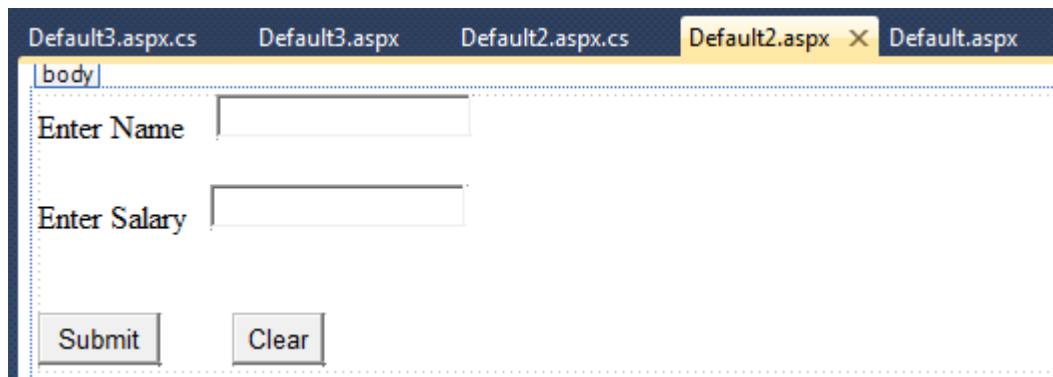 Default3.aspx.cs Default3.aspx Default2.aspx.cs Default2.aspx Default.aspx
body
Enter Name
Enter Salary
Submit Clear